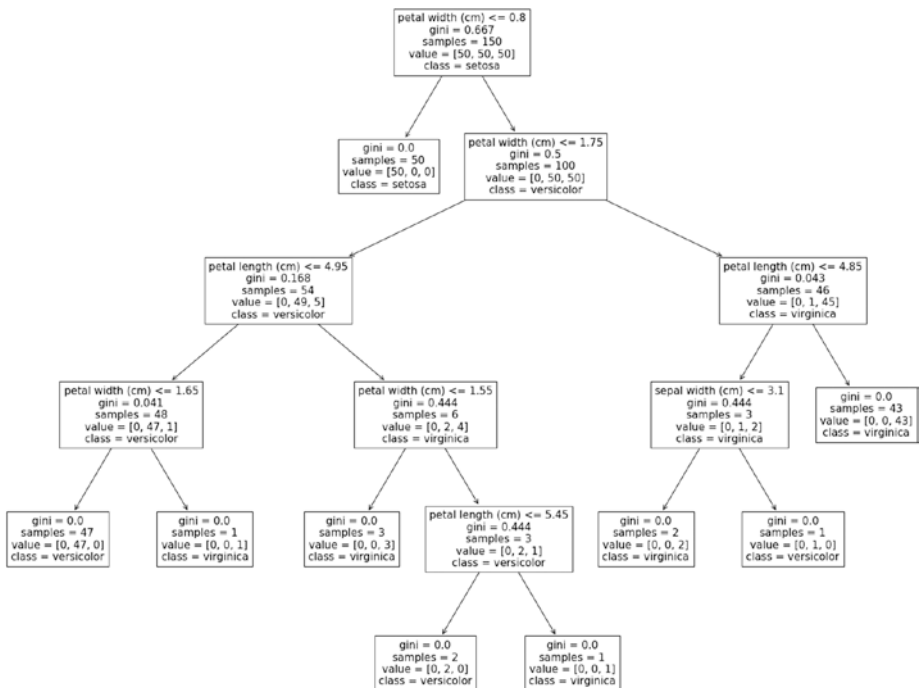 petal width (cm) <= 0.8
gini = 0.667
samples = 150
value = [50, 50, 50]
class = setosa
gini = 0.0
samples = 50
value = [50, 0, 0]
class = setosa
petal width (cm) <= 1.75
gini = 0.5
samples = 100
value = [0, 50, 50]
class = versicolor
petal length (cm) <= 4.95
gini = 0.168
samples = 54
value = [0, 49, 5]
class = versicolor
petal length (cm) <= 4.85
gini = 0.043
samples = 46
value = [0, 1, 45]
class = virginica
petal width (cm) <= 1.65
gini = 0.041
samples = 48
value = [0, 47, 1]
class = versicolor
petal width (cm) <= 1.55
gini = 0.444
samples = 6
value = [0, 2, 4]
class = virginica
sepal width (cm) <= 3.1
gini = 0.444
samples = 3
value = [0, 1, 2]
class = virginica
gini = 0.0
samples = 43
value = [0, 0, 43]
class = virginica
gini = 0.0
samples = 47
value = [0, 47, 0]
class = versicolor
gini = 0.0
samples = 1
value = [0, 0, 1]
class = virginica
gini = 0.0
samples = 3
value = [0, 0, 3]
class = virginica
petal length (cm) <= 5.45
gini = 0.444
samples = 3
value = [0, 2, 1]
class = versicolor
gini = 0.0
samples = 2
value = [0, 0, 2]
class = virginica
gini = 0.0
samples = 1
value = [0, 1, 0]
class = versicolor
gini = 0.0
samples = 2
value = [0, 2, 0]
class = versicolor
gini = 0.0
samples = 1
value = [0, 0, 1]
class = virginica